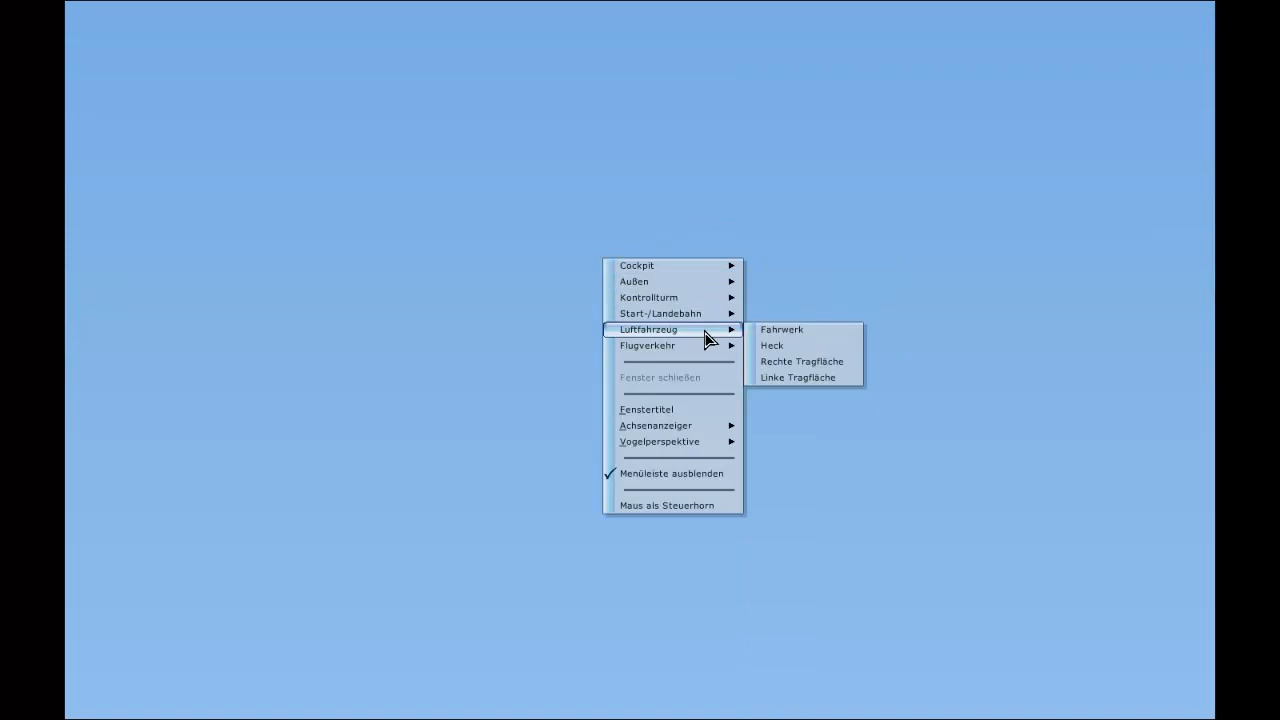 Cockpit
Außen
Kontrollturm
Start-/Landebahn
Luftfahrzeug
Flugverkehr
Fenster schließen
Fenstertitel
Achsenanzeiger
Vogelperspektive
Menüleiste ausblenden
Maus als Steuerhorn
Fahrwerk
Heck
Rechte Tragfläche
Linke Tragfläche